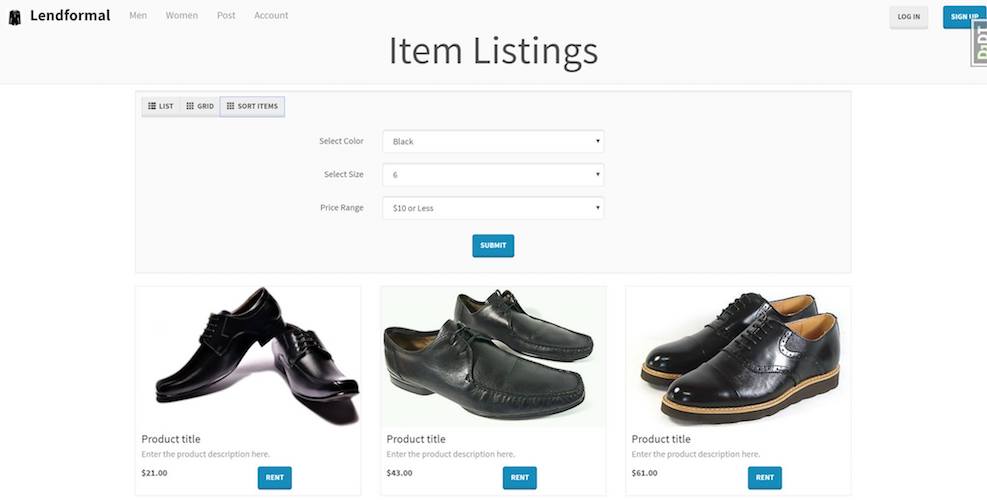 Lendformal Men Women Post Account LOG IN SIGN UP
Item Listings
LIST GRID SORT ITEMS
Select Color Black
Select Size 6
Price Range $10 or Less
SUBMIT
Product title Product title Product title
Enter the product description here. Enter the product description here. Enter the product description here.
$21.00 RENT $43.00 RENT $61.00 RENT